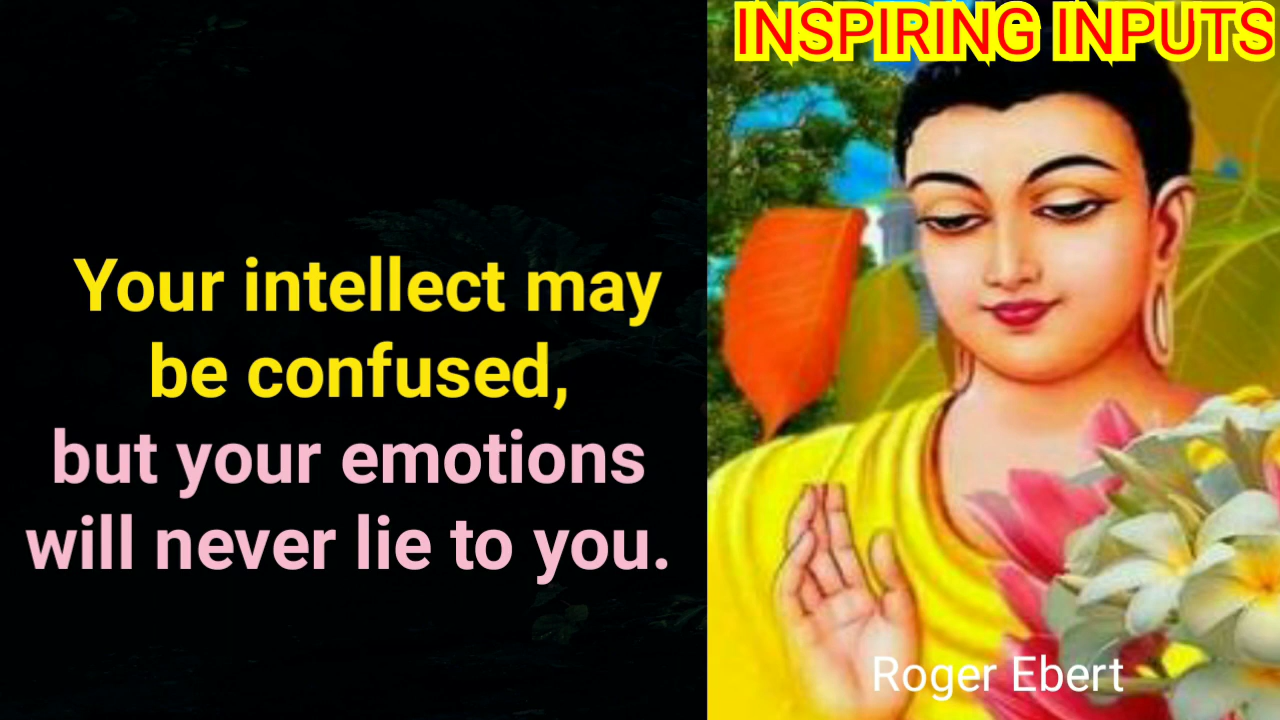 INSPIRING INPUTS
Your intellect may
be confused,
but your emotions
will never lie to you.
Roger Ebert